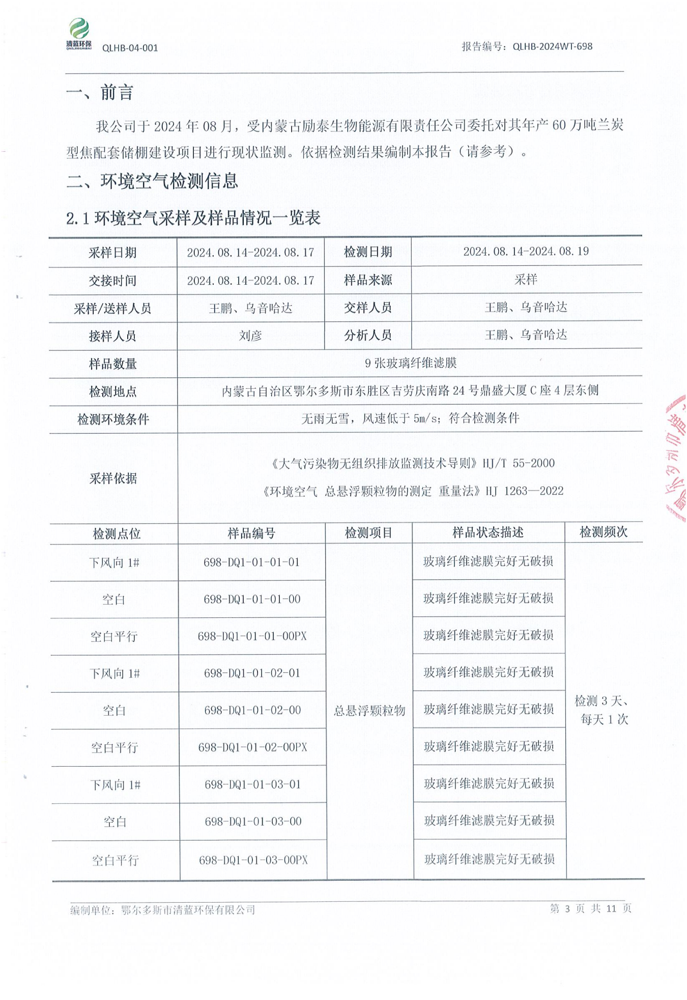 清蓝环保
QLHB-04-001
报告编号：QLHB-2024WT-698
一、前言
我公司于 2024 年 08 月，受内蒙古励泰生物能源有限责任公司委托对其年产 60 万吨兰炭
型焦配套储棚建设项目进行现状监测。依据检测结果编制本报告（请参考）。
二、环境空气检测信息
2.1 环境空气采样及样品情况一览表
采样日期 2024.08.14-2024.08.17 检测日期 2024.08.14-2024.08.19
交接时间 2024.08.14-2024.08.17 样品来源 采样
采样/送样人员 王鹏、乌音哈达 交样人员 王鹏、乌音哈达
接样人员 刘彦 分析人员 王鹏、乌音哈达
样品数量 9 张玻璃纤维滤膜
检测地点 内蒙古自治区鄂尔多斯市东胜区吉劳庆南路 24 号鼎盛大厦 C 座 4 层东侧
检测环境条件 无雨无雪，风速低于 5m/s；符合检测条件
采样依据
《大气污染物无组织排放监测技术导则》HJ/T 55-2000
《环境空气 总悬浮颗粒物的测定 重量法》HJ 1263—2022
检测点位 样品编号 检测项目 样品状态描述 检测频次
下风向 1# 698-DQ1-01-01-01 玻璃纤维滤膜完好无破损
空白 698-DQ1-01-01-00 玻璃纤维滤膜完好无破损
空白平行 698-DQ1-01-01-00PX 玻璃纤维滤膜完好无破损
下风向 1# 698-DQ1-01-02-01 玻璃纤维滤膜完好无破损
空白 698-DQ1-01-02-00 总悬浮颗粒物 玻璃纤维滤膜完好无破损
检测 3 天、
每天 1 次
空白平行 698-DQ1-01-02-00PX 玻璃纤维滤膜完好无破损
下风向 1# 698-DQ1-01-03-01 玻璃纤维滤膜完好无破损
空白 698-DQ1-01-03-00 玻璃纤维滤膜完好无破损
空白平行 698-DQ1-01-03-00PX 玻璃纤维滤膜完好无破损
编制单位：鄂尔多斯市清蓝环保有限公司
第 3 页 共 11 页